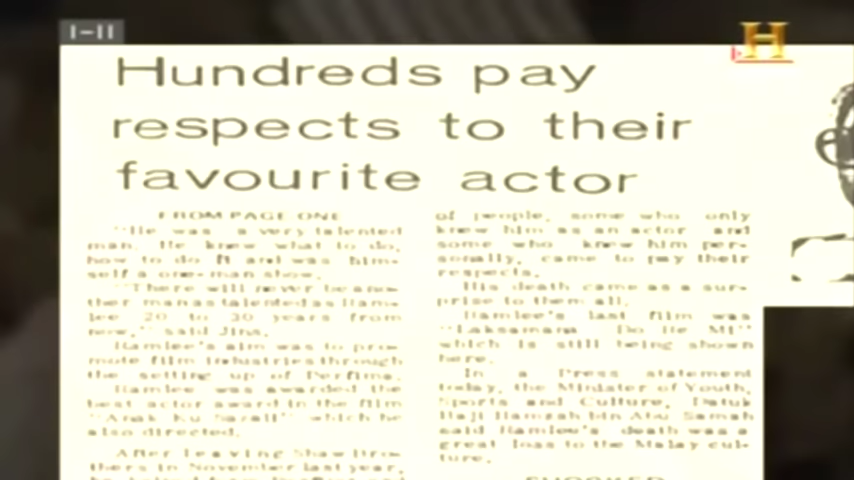 I-II
H
Hundreds pay
respects to their
favourite actor
FROM PAGE ONE
"He was a very talented
man. He knew what to do,
how to do it and was him-
self a one-man show.
"There will never be ano-
ther man as talented as Ram-
lee 20 to 30 years from
now," said Jins.
Ramlee's aim was to pro-
mote film industries through
the setting up of Perfima.
Ramlee was awarded the
best actor award in the film
"Anak Ku Sazali" which he
also directed.
After leaving Shaw Bro-
thers in November last year,
of people, some who only
knew him as an actor and
some who knew him per-
sonally, came to pay their
respects.
His death came as a sur-
prise to them all.
Ramlee's last film was
"Laksamana Do Re Mi"
which is still being shown
here.
In a Press statement
today, the Minister of Youth,
Sports and Culture, Datuk
Haji Hamzah bin Abu Samah
said Ramlee's death was a
great loss to the Malay cul-
ture.